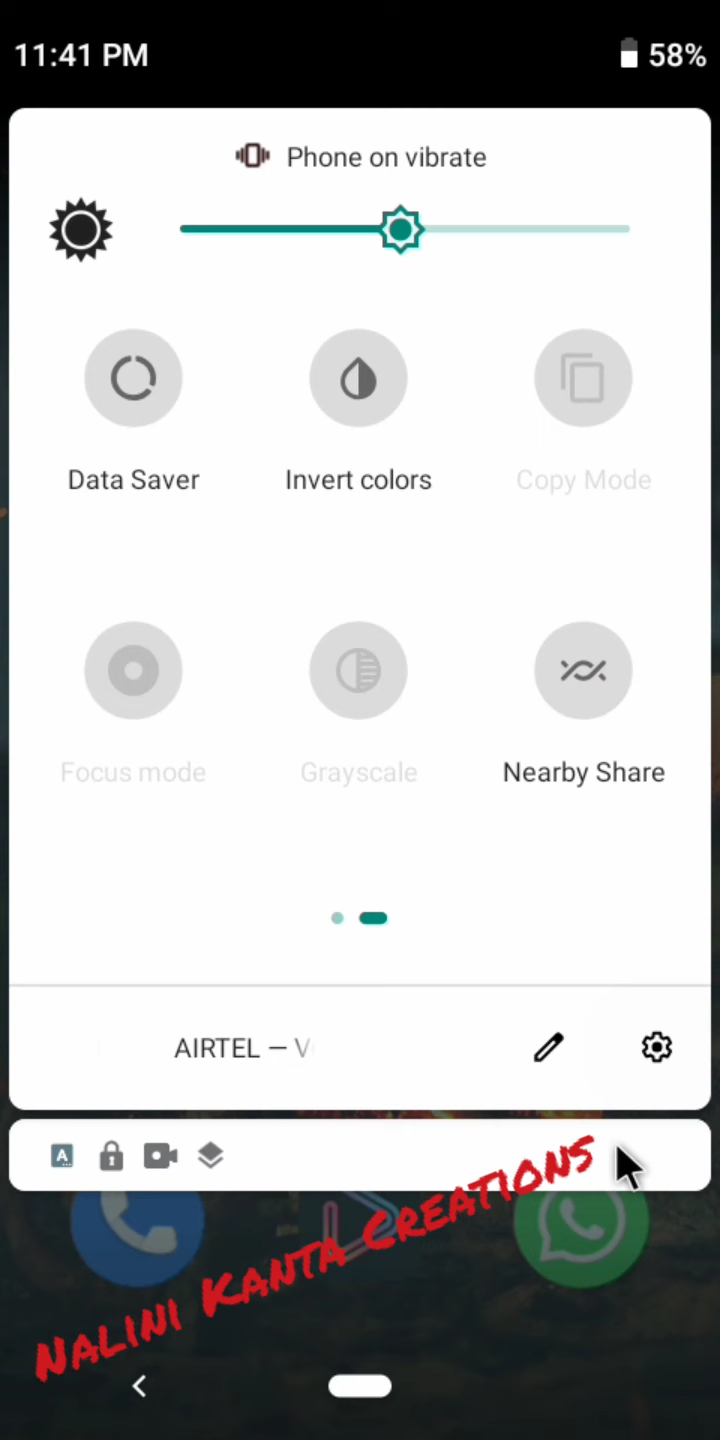 11:41 PM 58%
Phone on vibrate
Data Saver Invert colors Copy Mode
Focus mode Grayscale Nearby Share
AIRTEL —
A
NALINI KANTA CREATIONS